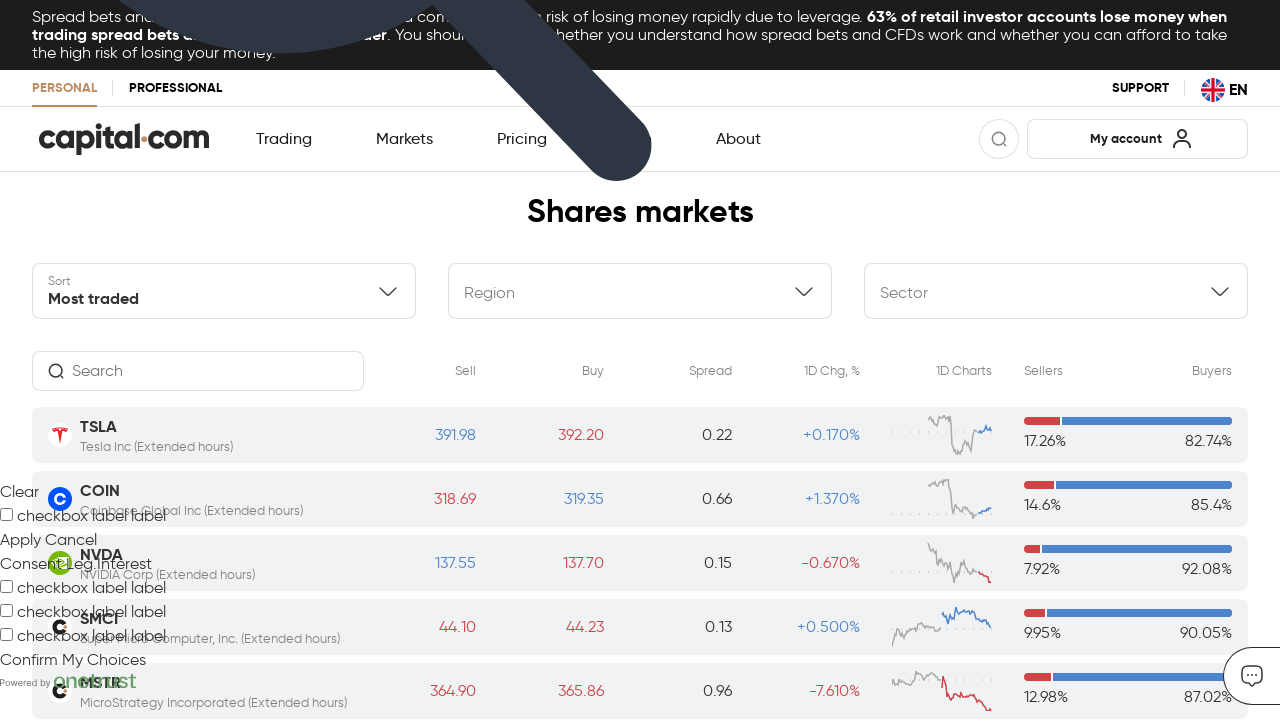 Spread bets and
risk of losing money rapidly due to leverage. 63% of retail investor accounts lose money when
trading spread bets
. You should
whether you understand how spread bets and CFDs work and whether you can afford to take
the high risk of losing your money.
PERSONAL PROFESSIONAL SUPPORT EN
capital.com Trading Markets Pricing About My account
Shares markets
Sort
Most traded
Region
Sector
Search Sell Buy Spread 1D Chg, % 1D Charts Sellers Buyers
TSLA
Tesla Inc (Extended hours)
391.98 392.20 0.22 +0.170% 17.26% 82.74%
Clear
COIN
Coinbase Global Inc (Extended hours)
318.69 319.35 0.66 +1.370% 14.6% 85.4%
checkbox label label
Apply Cancel
NVDA
Consent Leg.Interest
NVIDIA Corp (Extended hours)
137.55 137.70 0.15 -0.670% 7.92% 92.08%
checkbox label label
checkbox label label
SMCI
Super Micro Computer, Inc. (Extended hours)
44.10 44.23 0.13 +0.500% 9.95% 90.05%
checkbox label label
Confirm My Choices
Powered by onetrust
MSTR
MicroStrategy Incorporated (Extended hours)
364.90 365.86 0.96 -7.610% 12.98% 87.02%